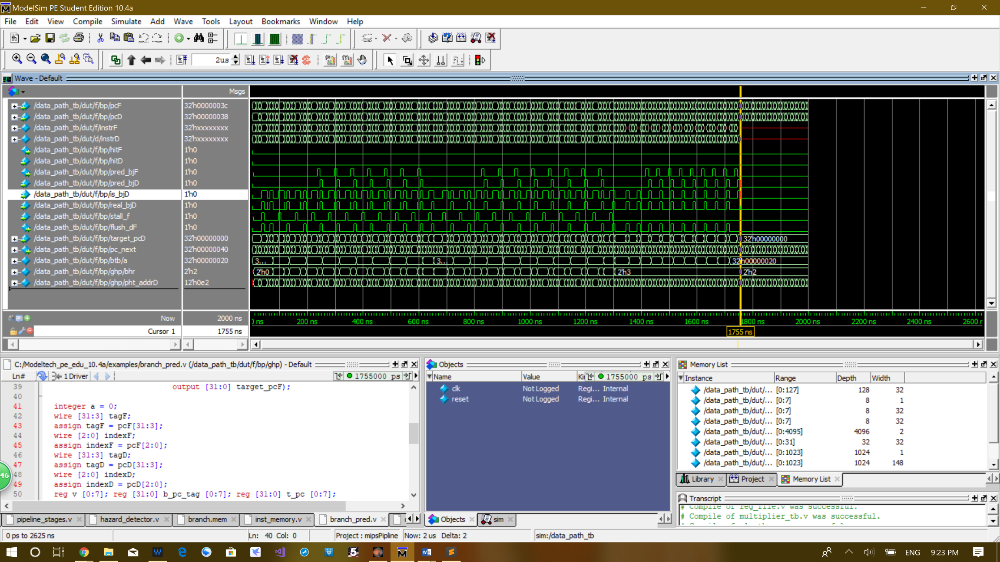 ModelSim PE Student Edition 10.4a
File Edit View Compile Simulate Add Wave Tools Layout Bookmarks Window Help
2us
Wave - Default
Msgs
/data_path_tb/dut/f/bp/pcF 32'h0000003c
/data_path_tb/dut/f/bp/pcD 32'h00000038
/data_path_tb/dut/f/instrF 32'hxxxxxxxx
/data_path_tb/dut/d/instrD 32'hxxxxxxxx
/data_path_tb/dut/f/bp/hitF 1'h0
/data_path_tb/dut/f/bp/hitD 1'h0
/data_path_tb/dut/f/bp/pred_bjF 1'h0
/data_path_tb/dut/f/bp/pred_bjD 1'h0
/data_path_tb/dut/f/bp/is_bjD 1'h0
/data_path_tb/dut/f/bp/real_bjD 1'h0
/data_path_tb/dut/f/bp/stall_f 1'h0
/data_path_tb/dut/f/bp/flush_dF 1'h0
/data_path_tb/dut/f/bp/target_pcD 32'h00000000 32'h00000000
/data_path_tb/dut/f/bp/pc_next 32'h00000040
/data_path_tb/dut/f/bp/btb/a 32'h00000020 3... 3... 32'h00000020
/data_path_tb/dut/f/bp/ghp/bhr 2'h2 2'h0 2'h3 2'h2
/data_path_tb/dut/f/bp/ghp/pht_addrD 12'h0e2
Now 2000 ns ns 200 ns 400 ns 600 ns 800 ns 1000 ns 1200 ns 1400 ns 1600 ns 1800 ns 2000 ns 2200 ns 2400 ns 2600
Cursor 1 1755 ns 1755 ns
C:/Modeltech_pe_edu_10.4a/examples/branch_pred.v (/data_path_tb/dut/f/bp/ghp) - Default
Ln# 1 Driver 1755000 ps
39 output [31:0] target_pcF);
40
41 integer a = 0;
42 wire [31:3] tagF;
43 assign tagF = pcF[31:3];
44 wire [2:0] indexF;
45 assign indexF = pcF[2:0];
46 wire [31:3] tagD;
47 assign tagD = pcD[31:3];
48 wire [2:0] indexD;
49 assign indexD = pcD[2:0];
50 reg v [0:7]; reg [31:0] b_pc_tag [0:7]; reg [31:0] t_pc [0:7];
46
pipeline_stages.v hazard_detector.v branch.mem inst_memory.v branch_pred.v
Objects
Name Value Ki 1755000 ps
clk Not Logged Regi... Internal
reset Not Logged Regi... Internal
Objects sim
Memory List
Instance Range Depth Width
/data_path_tb/dut/... [0:127] 128 32
/data_path_tb/dut/... [0:7] 8 1
/data_path_tb/dut/... [0:7] 8 32
/data_path_tb/dut/... [0:7] 8 32
/data_path_tb/dut/... [0:4095] 4096 2
/data_path_tb/dut/... [0:31] 32 32
/data_path_tb/dut/... [0:1023] 1024 1
/data_path_tb/dut/... [0:1023] 1024 148
Library Project Memory List
Transcript
# Compile of reg_file.v was successful.
# Compile of multiplier_tb.v was successful.
0 ps to 2625 ns Ln: 40 Col: 0 Project : mipsPipline Now: 2 us Delta: 2 sim:/data_path_tb
ENG 9:23 PM